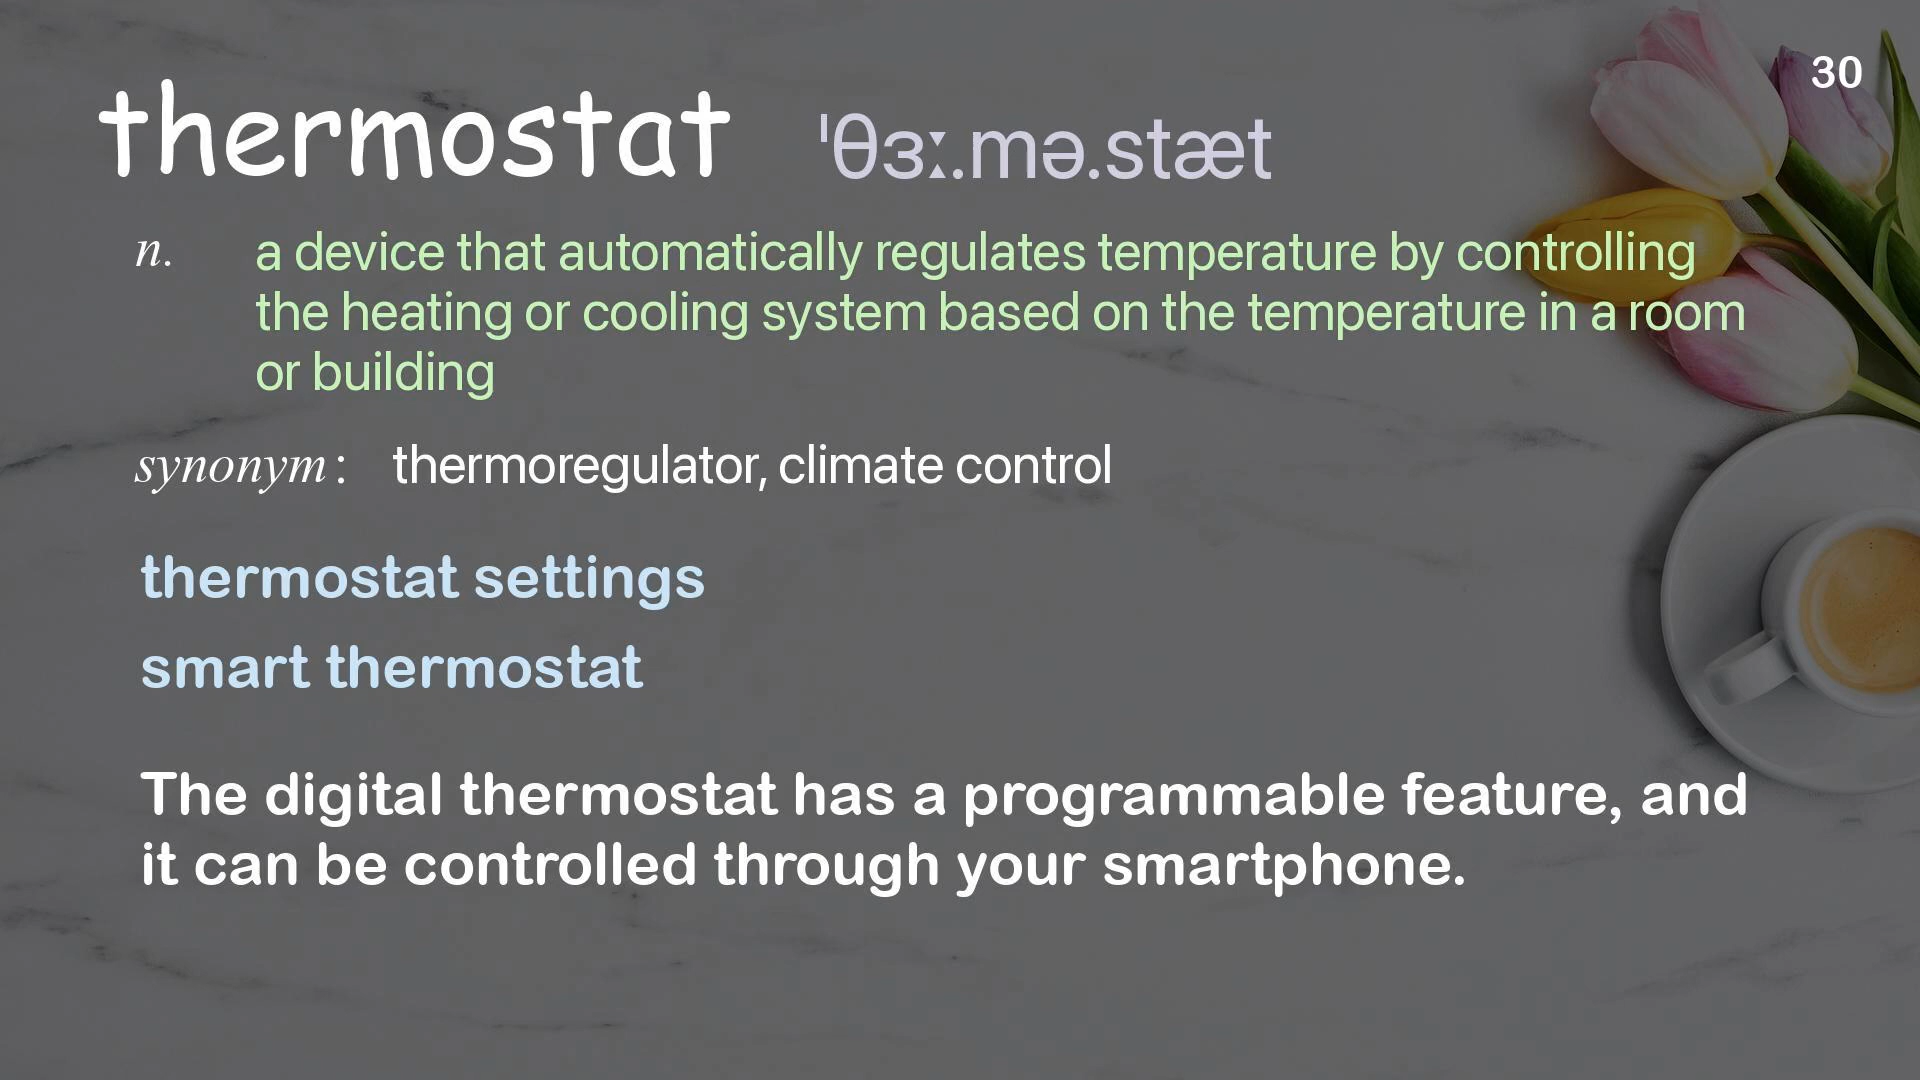 30
thermostat ˈθɜː.mə.stæt
n. a device that automatically regulates temperature by controlling
the heating or cooling system based on the temperature in a room
or building
synonym : thermoregulator, climate control
thermostat settings
smart thermostat
The digital thermostat has a programmable feature, and
it can be controlled through your smartphone.